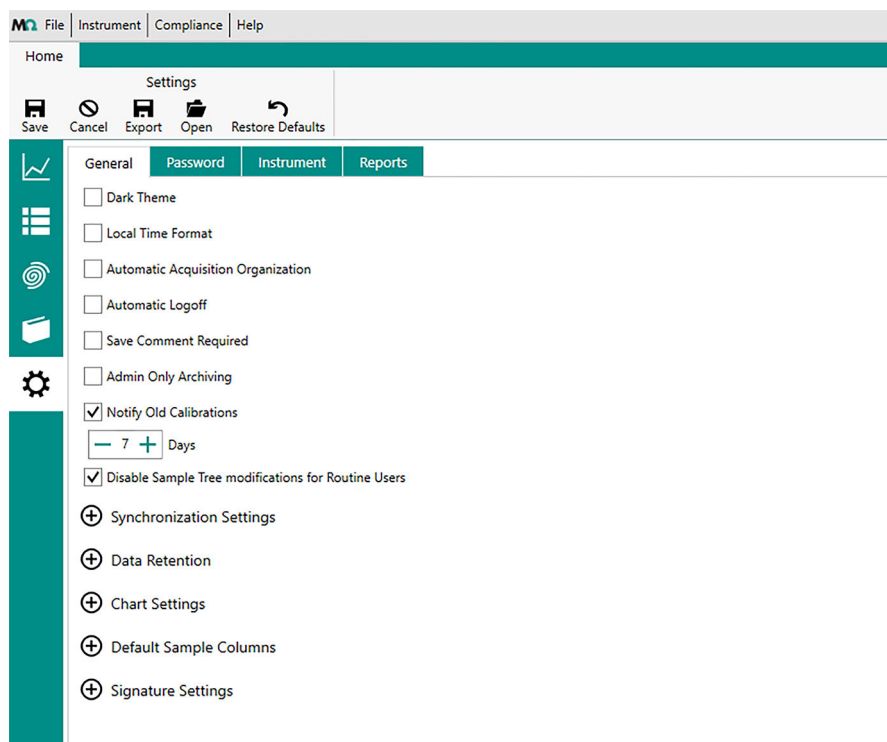 MΩ File Instrument Compliance Help
Home
Settings
Save Cancel Export Open Restore Defaults
General Password Instrument Reports
Dark Theme
Local Time Format
Automatic Acquisition Organization
Automatic Logoff
Save Comment Required
Admin Only Archiving
Notify Old Calibrations
7 Days
Disable Sample Tree modifications for Routine Users
Synchronization Settings
Data Retention
Chart Settings
Default Sample Columns
Signature Settings